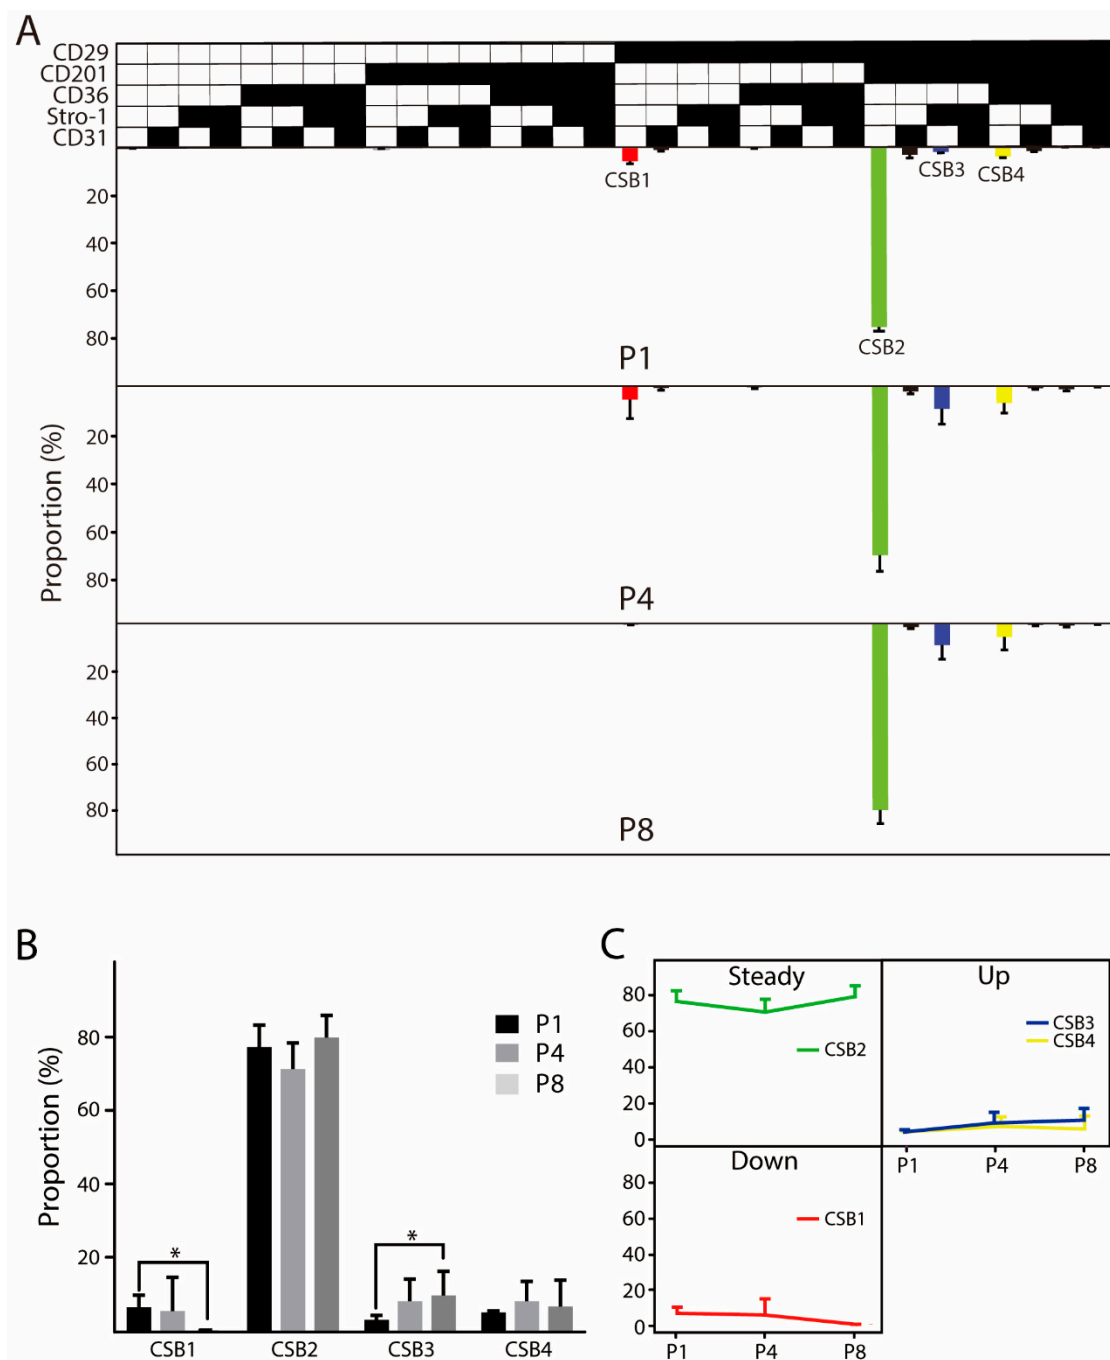 A
CD29
CD201
CD36
Stro-1
CD31
CSB1
CSB3
CSB4
20
40
60
80
CSB2
P1
20
40
60
80
P4
20
40
60
80
P8
Proportion (%)
B
80
60
40
20
Proportion (%)
P1
P4
P8
*
*
CSB1
CSB2
CSB3
CSB4
C
Steady
Up
80
60
40
20
0
CSB2
CSB3
CSB4
P1
P4
P8
Down
80
60
40
20
0
CSB1
P1
P4
P8